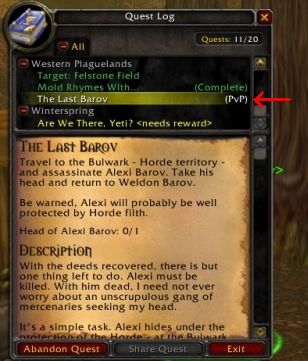 Quest Log
All
Quests: 11/20
Western Plaguelands
Target: Felstone Field
Mold Rhymes With... (Complete)
The Last Barov (PvP)
Winterspring
Are We There, Yeti? <needs reward>
The Last Barov
Travel to the Bulwark - Horde territory -
and assassinate Alexi Barov. Take his
head and return to Weldon Barov.
Be warned, Alexi will probably be well
protected by Horde filth.
Head of Alexi Barov: 0/1
Description
With the deeds recovered, there is but
one thing left to do. Alexi must be
killed. With him dead, I need not ever
worry about an unscrupulous gang of
mercenaries seeking my head.
It's a simple task. Alexi hides under the
Abandon Quest
Share Quest
Exit